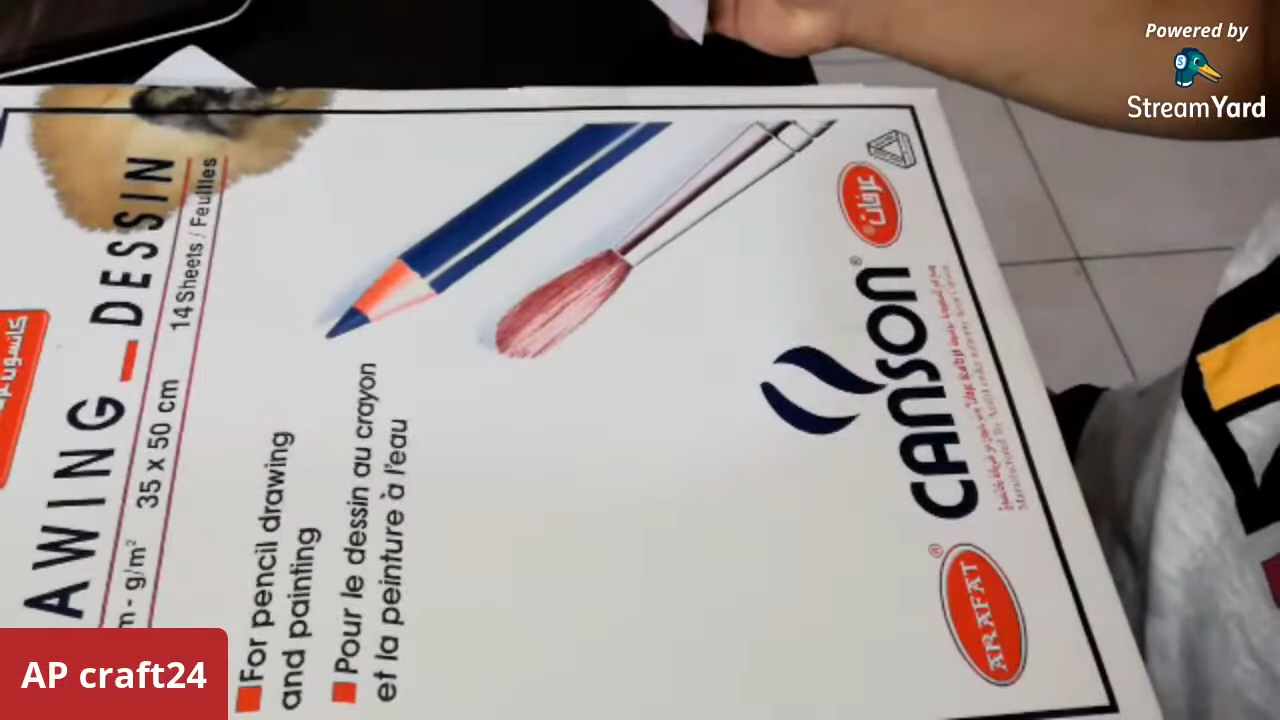 Powered by
StreamYard
كانسون
AWING — DESSIN
m - g/m² 35 x 50 cm 14 Sheets / Feuilles
For pencil drawing
and painting
Pour le dessin au crayon
et la peinture à l'eau
عرفات®
CANSON®
ARAFAT®
AP craft24